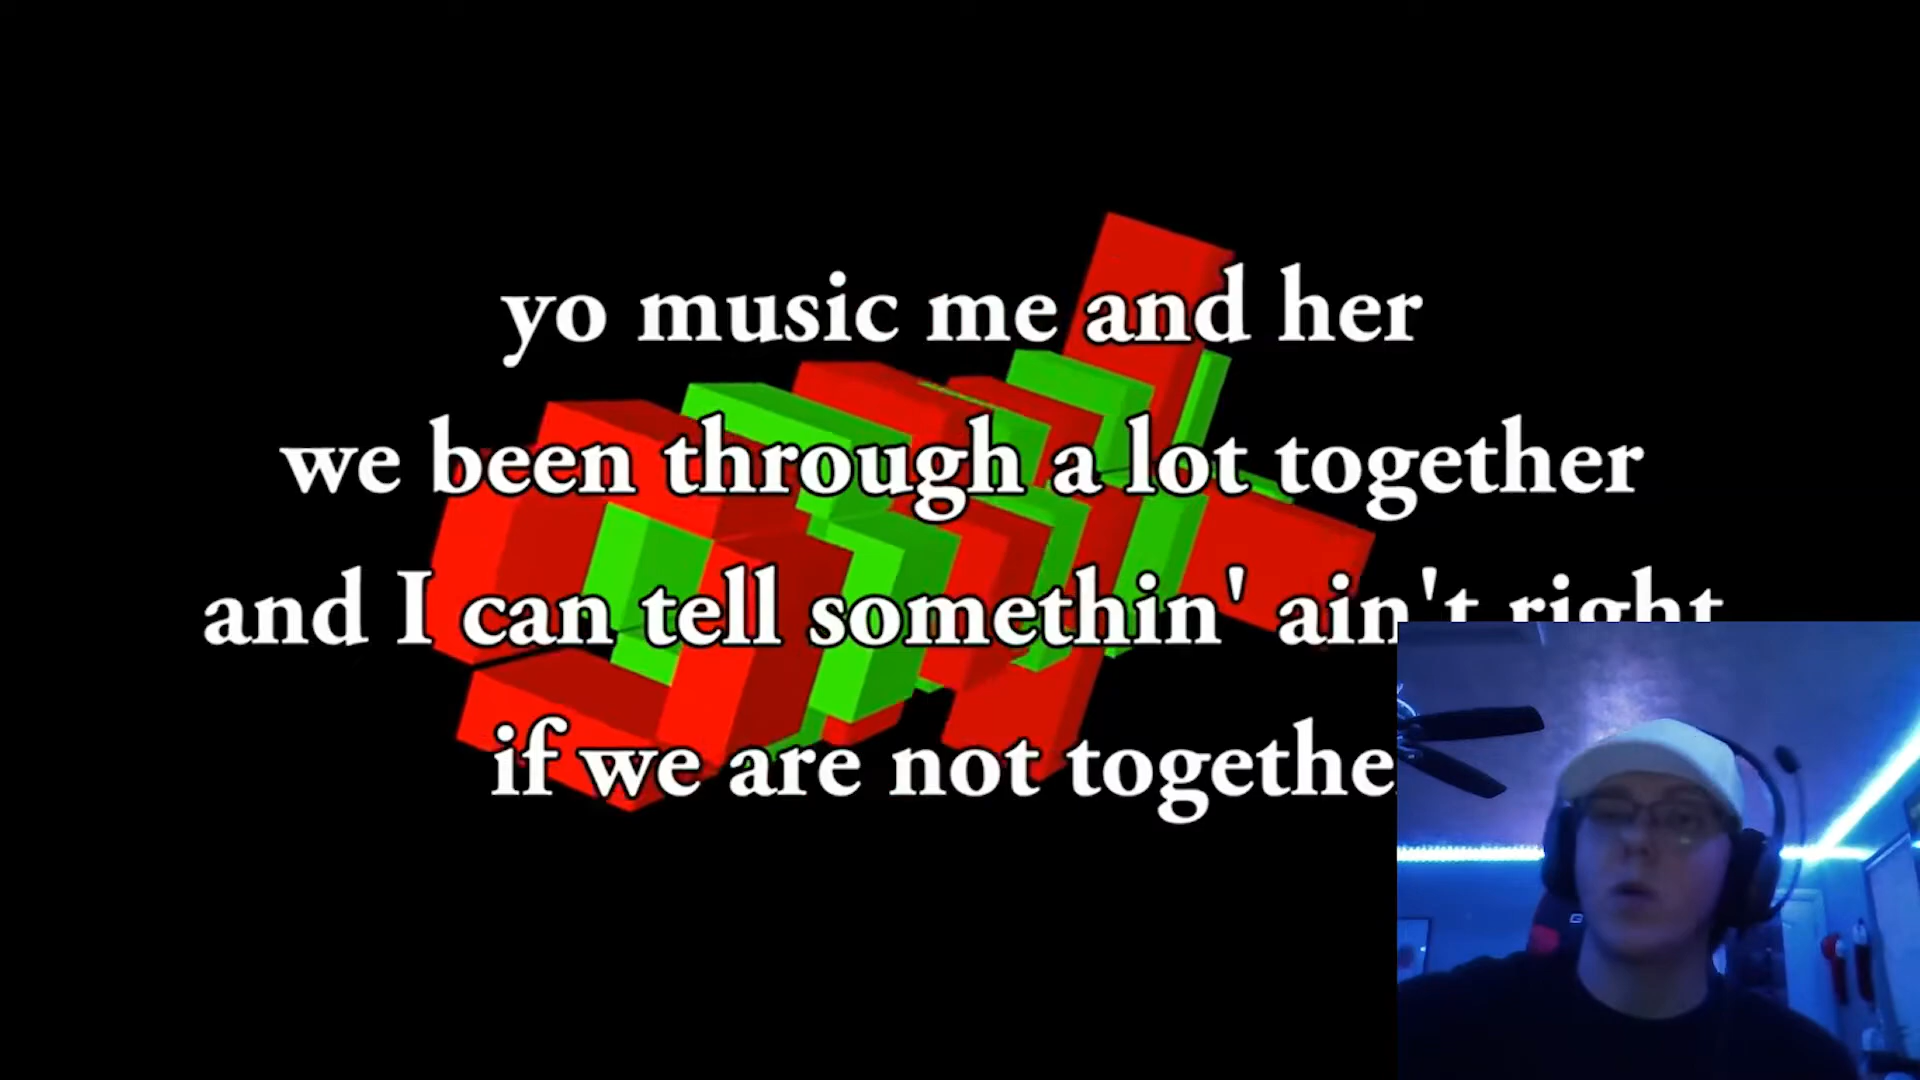 yo music me and her
we been through a lot together
and I can tell somethin' ain't right
if we are not togethe